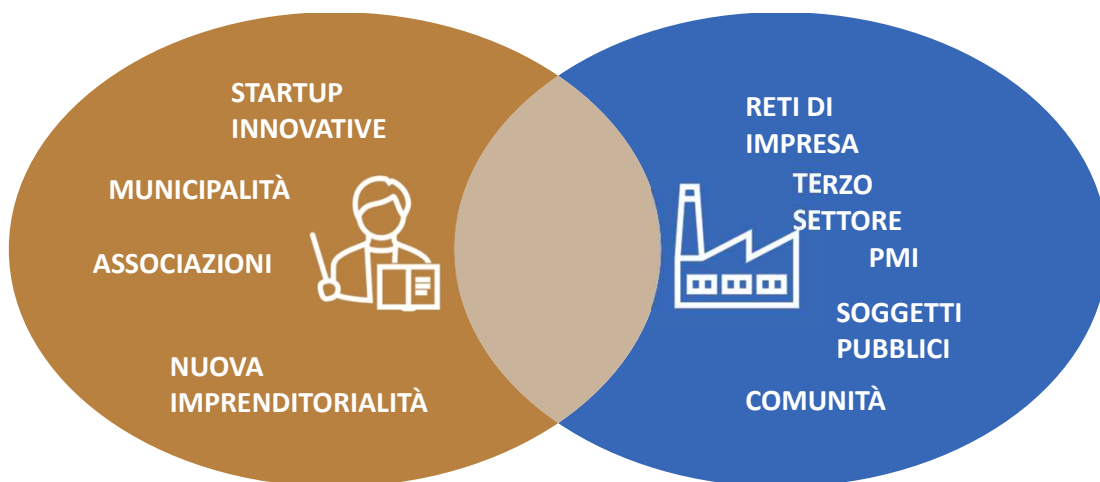 STARTUP
INNOVATIVE
MUNICIPALITÀ
ASSOCIAZIONI
NUOVA
IMPRENDITORIALITÀ
RETI DI
IMPRESA
TERZO
SETTORE
PMI
SOGGETTI
PUBBLICI
COMUNITÀ